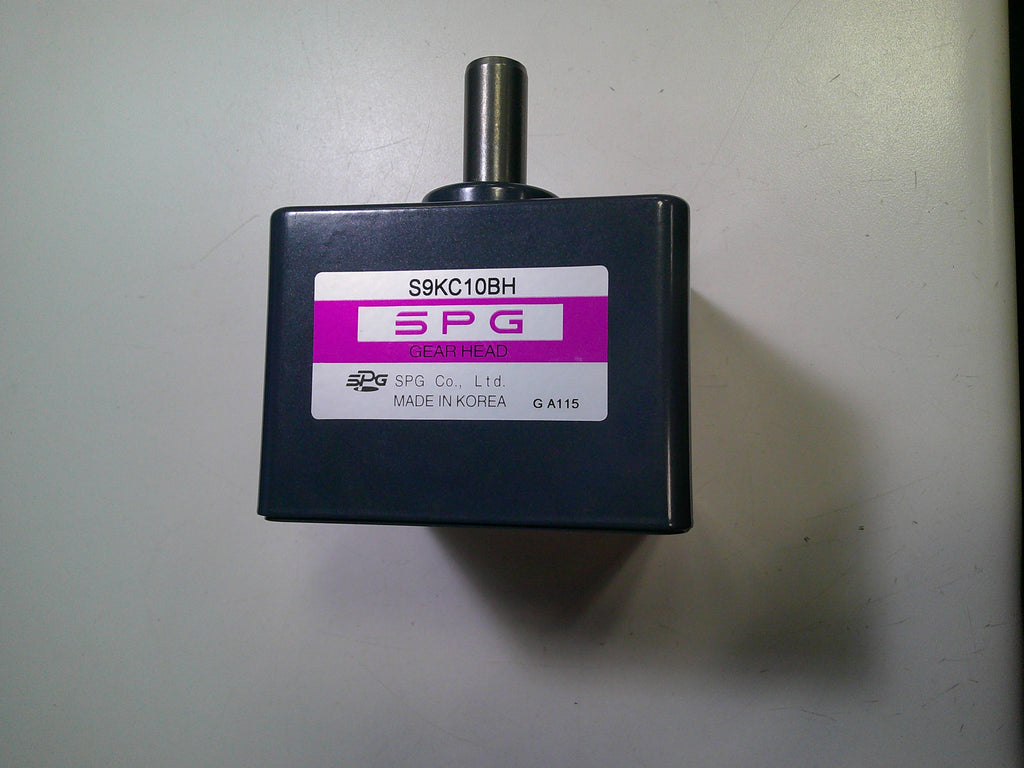 S9KC10BH
SPG
GEAR HEAD
SPG SPG Co., Ltd.
MADE IN KOREA G A115